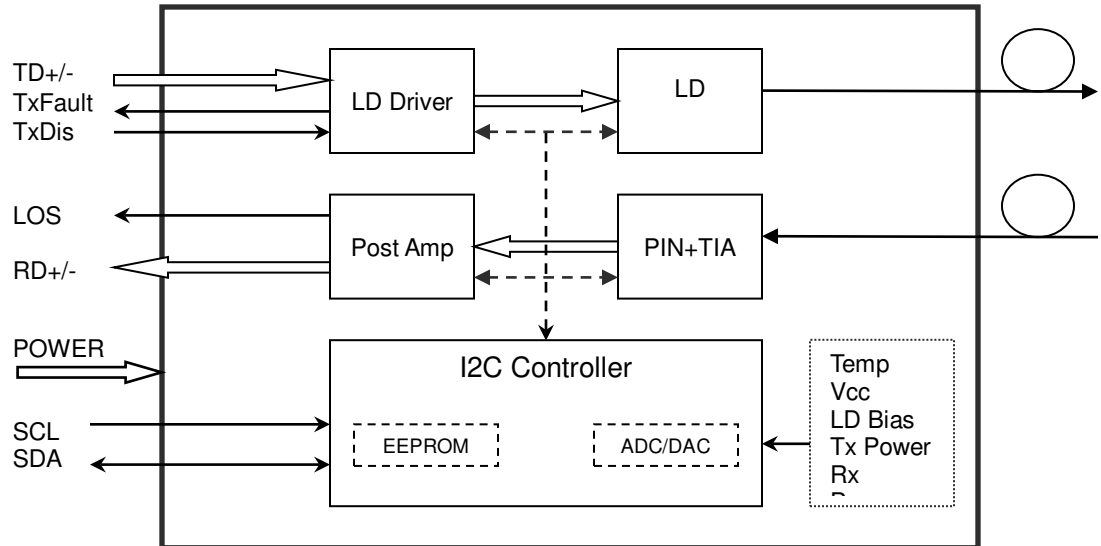 TD+/-
TxFault
TxDis
LD Driver
LD
LOS
RD+/-
Post Amp
PIN+TIA
POWER
SCL
SDA
I2C Controller
EEPROM
ADC/DAC
Temp
Vcc
LD Bias
Tx Power
Rx